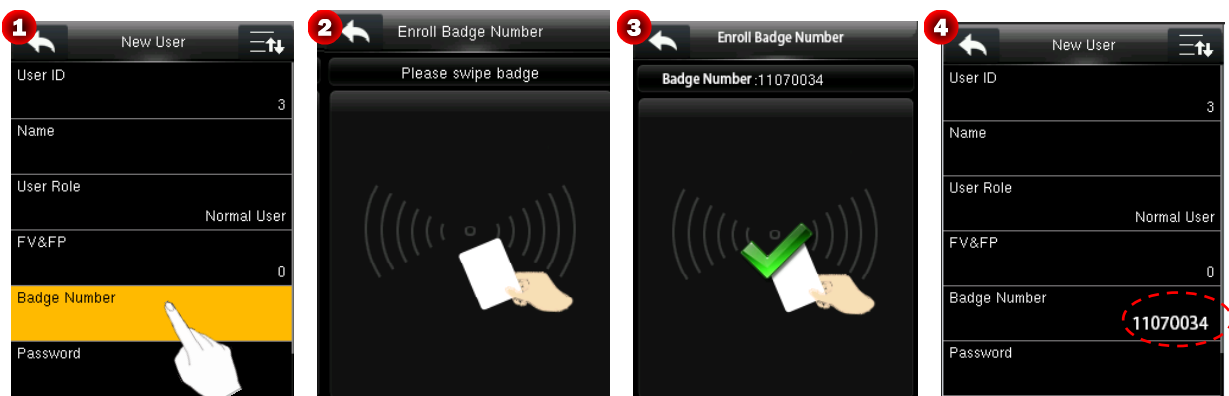 1
New User
User ID
3
Name
User Role
Normal User
FV&FP
0
Badge Number
Password
2
Enroll Badge Number
Please swipe badge
3
Enroll Badge Number
Badge Number :11070034
4
New User
User ID
3
Name
User Role
Normal User
FV&FP
0
Badge Number
11070034
Password